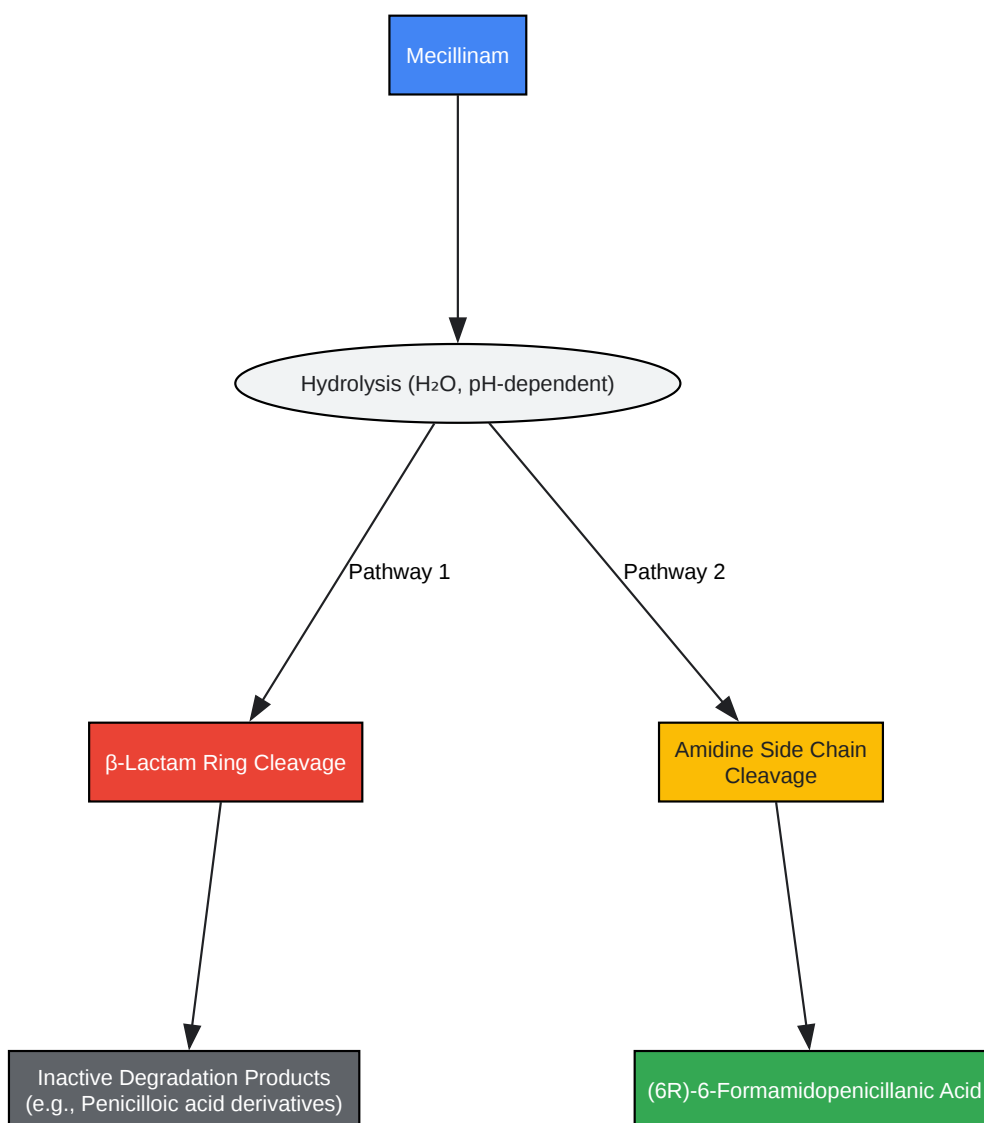 Mecillinam
Hydrolysis (H₂O, pH-dependent)
Pathway 1
Pathway 2
β-Lactam Ring Cleavage
Amidine Side Chain
Cleavage
Inactive Degradation Products
(e.g., Penicilloic acid derivatives)
(6R)-6-Formamidopenicillanic Acid